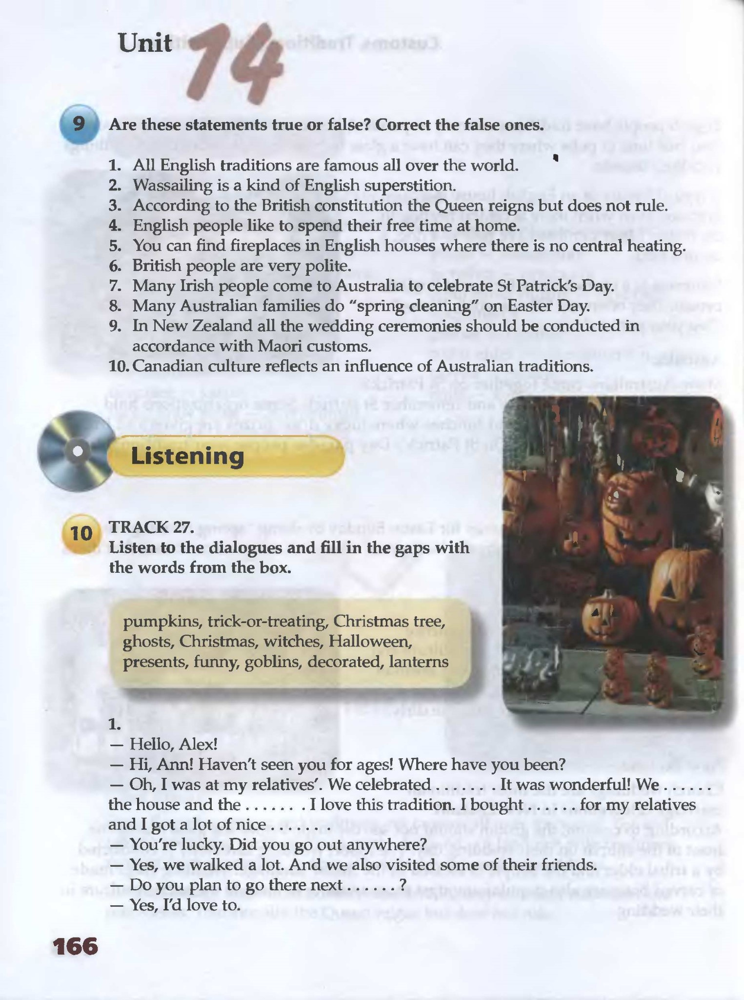 Unit 14
9 Are these statements true or false? Correct the false ones.
1. All English traditions are famous all over the world.
2. Wassailing is a kind of English superstition.
3. According to the British constitution the Queen reigns but does not rule.
4. English people like to spend their free time at home.
5. You can find fireplaces in English houses where there is no central heating.
6. British people are very polite.
7. Many Irish people come to Australia to celebrate St Patrick's Day.
8. Many Australian families do "spring cleaning" on Easter Day.
9. In New Zealand all the wedding ceremonies should be conducted in
accordance with Maori customs.
10. Canadian culture reflects an influence of Australian traditions.
Listening
10 TRACK 27.
Listen to the dialogues and fill in the gaps with
the words from the box.
pumpkins, trick-or-treating, Christmas tree,
ghosts, Christmas, witches, Halloween,
presents, funny, goblins, decorated, lanterns
1.
— Hello, Alex!
— Hi, Ann! Haven't seen you for ages! Where have you been?
— Oh, I was at my relatives'. We celebrated . . . . . . . It was wonderful! We . . . . . .
the house and the . . . . . . . I love this tradition. I bought . . . . . . for my relatives
and I got a lot of nice . . . . . . .
— You're lucky. Did you go out anywhere?
— Yes, we walked a lot. And we also visited some of their friends.
— Do you plan to go there next . . . . . . ?
— Yes, I'd love to.
166